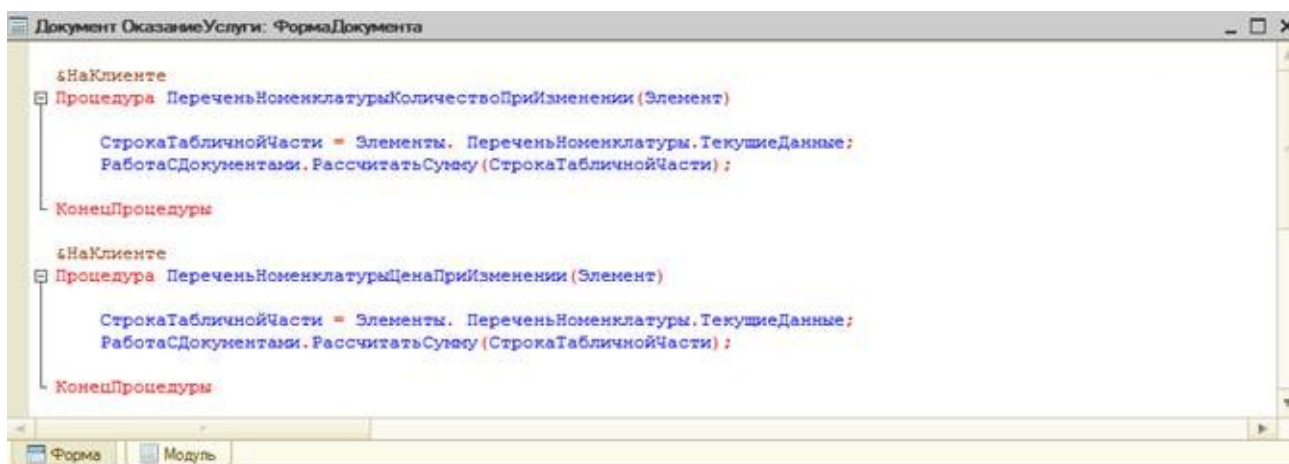 Документ ОказаниеУслуги: ФормаДокумента
&НаКлиенте
Процедура ПереченьНоменклатурыКоличествоПриИзменении(Элемент)
СтрокаТабличнойЧасти = Элементы. ПереченьНоменклатуры.ТекущиеДанные;
РаботаСДокументами.РассчитатьСумму(СтрокаТабличнойЧасти);
КонецПроцедуры
&НаКлиенте
Процедура ПереченьНоменклатурыЦенаПриИзменении(Элемент)
СтрокаТабличнойЧасти = Элементы. ПереченьНоменклатуры.ТекущиеДанные;
РаботаСДокументами.РассчитатьСумму(СтрокаТабличнойЧасти);
КонецПроцедуры
Форма Модуль